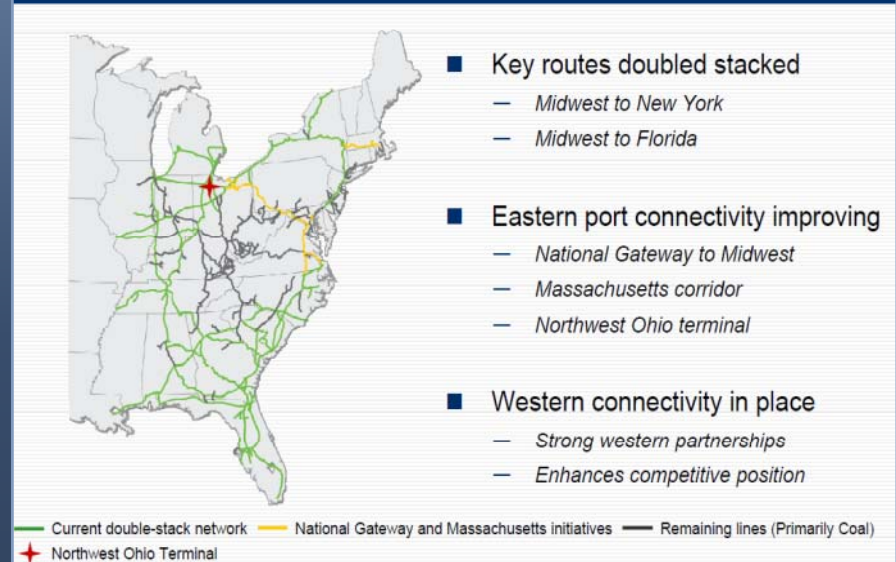 ■ Key routes doubled stacked
— Midwest to New York
— Midwest to Florida
■ Eastern port connectivity improving
— National Gateway to Midwest
— Massachusetts corridor
— Northwest Ohio terminal
■ Western connectivity in place
— Strong western partnerships
— Enhances competitive position
Current double-stack network National Gateway and Massachusetts initiatives Remaining lines (Primarily Coal)
Northwest Ohio Terminal